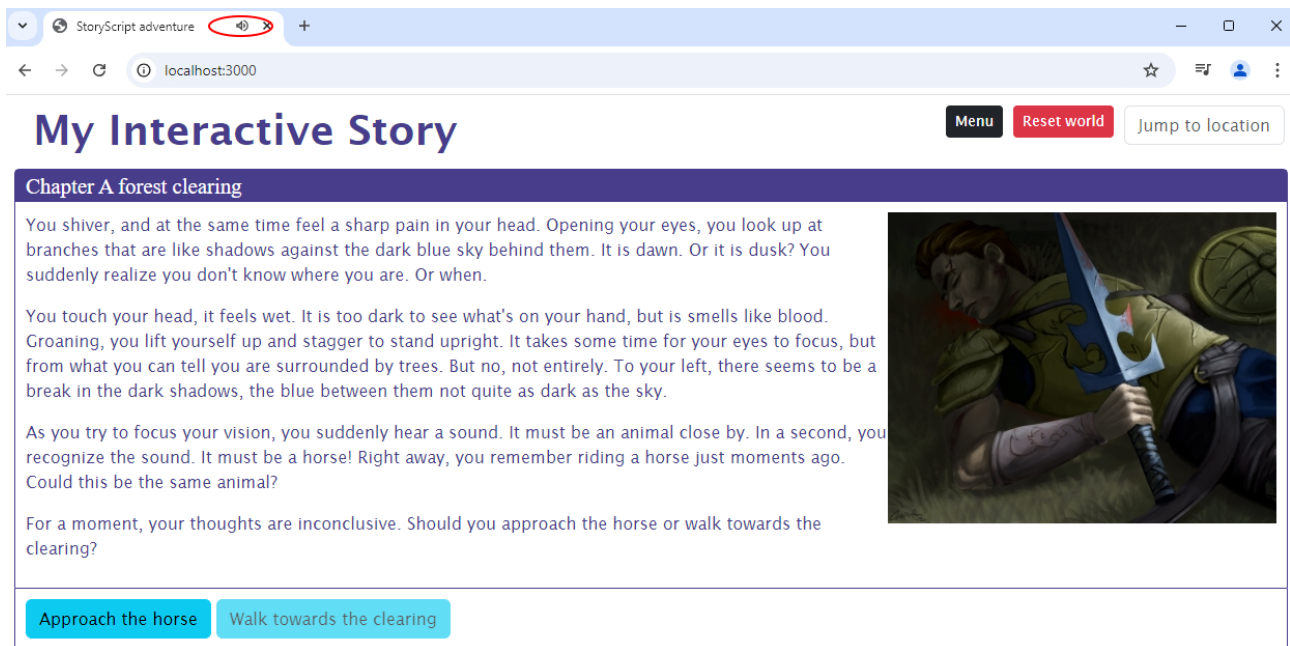 StoryScript adventure
localhost:3000
My Interactive Story
Menu
Reset world
Jump to location
Chapter A forest clearing
You shiver, and at the same time feel a sharp pain in your head. Opening your eyes, you look up at
branches that are like shadows against the dark blue sky behind them. It is dawn. Or it is dusk? You
suddenly realize you don't know where you are. Or when.
You touch your head, it feels wet. It is too dark to see what's on your hand, but is smells like blood.
Groaning, you lift yourself up and stagger to stand upright. It takes some time for your eyes to focus, but
from what you can tell you are surrounded by trees. But no, not entirely. To your left, there seems to be a
break in the dark shadows, the blue between them not quite as dark as the sky.
As you try to focus your vision, you suddenly hear a sound. It must be an animal close by. In a second, you
recognize the sound. It must be a horse! Right away, you remember riding a horse just moments ago.
Could this be the same animal?
For a moment, your thoughts are inconclusive. Should you approach the horse or walk towards the
clearing?
Approach the horse
Walk towards the clearing